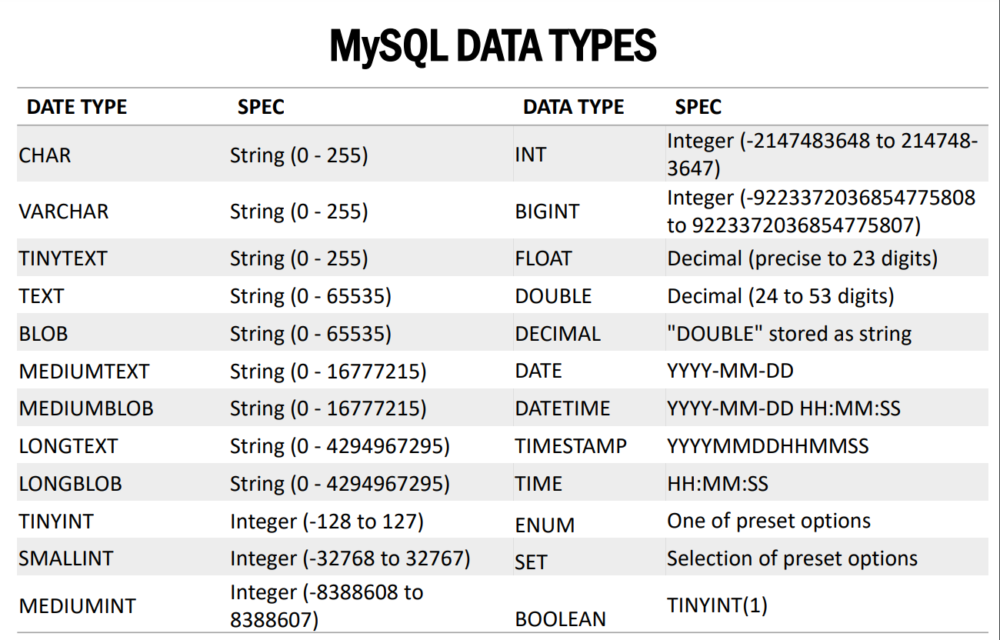 MySQL DATA TYPES
DATE TYPE SPEC DATA TYPE SPEC
CHAR String (0 - 255) INT Integer (-2147483648 to 214748-
3647)
VARCHAR String (0 - 255) BIGINT Integer (-9223372036854775808
to 9223372036854775807)
TINYTEXT String (0 - 255) FLOAT Decimal (precise to 23 digits)
TEXT String (0 - 65535) DOUBLE Decimal (24 to 53 digits)
BLOB String (0 - 65535) DECIMAL "DOUBLE" stored as string
MEDIUMTEXT String (0 - 16777215) DATE YYYY-MM-DD
MEDIUMBLOB String (0 - 16777215) DATETIME YYYY-MM-DD HH:MM:SS
LONGTEXT String (0 - 4294967295) TIMESTAMP YYYYMMDDHHMMSS
LONGBLOB String (0 - 4294967295) TIME HH:MM:SS
TINYINT Integer (-128 to 127) ENUM One of preset options
SMALLINT Integer (-32768 to 32767) SET Selection of preset options
MEDIUMINT Integer (-8388608 to
8388607) BOOLEAN TINYINT(1)